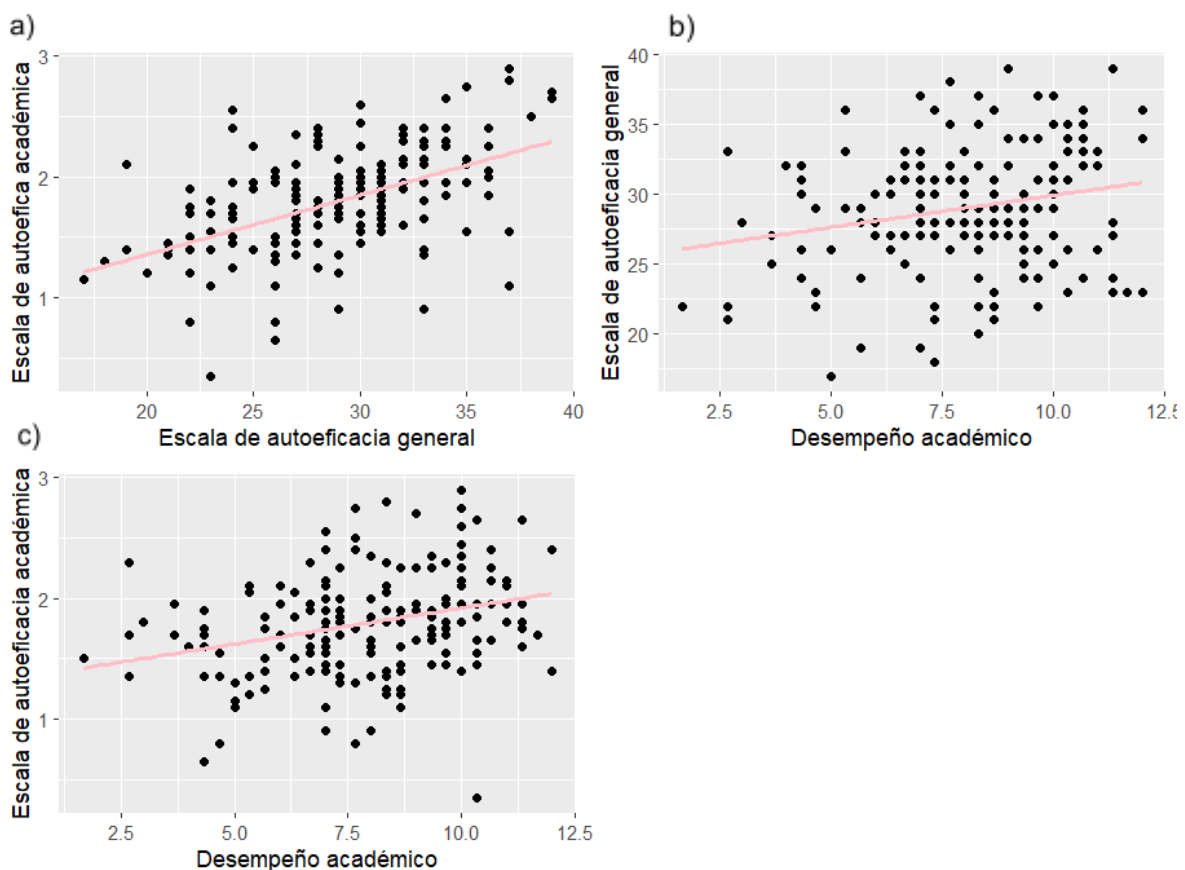 a)
Escala de autoefica académica
3
2
1
20
25
30
35
40
Escala de autoeficacia general
b)
Escala de autoeficacia general
40
35
30
25
20
2.5
5.0
7.5
10.0
12.5
Desempeño académico
c)
Escala de autoeficacia académica
3
2
1
2.5
5.0
7.5
10.0
12.5
Desempeño académico